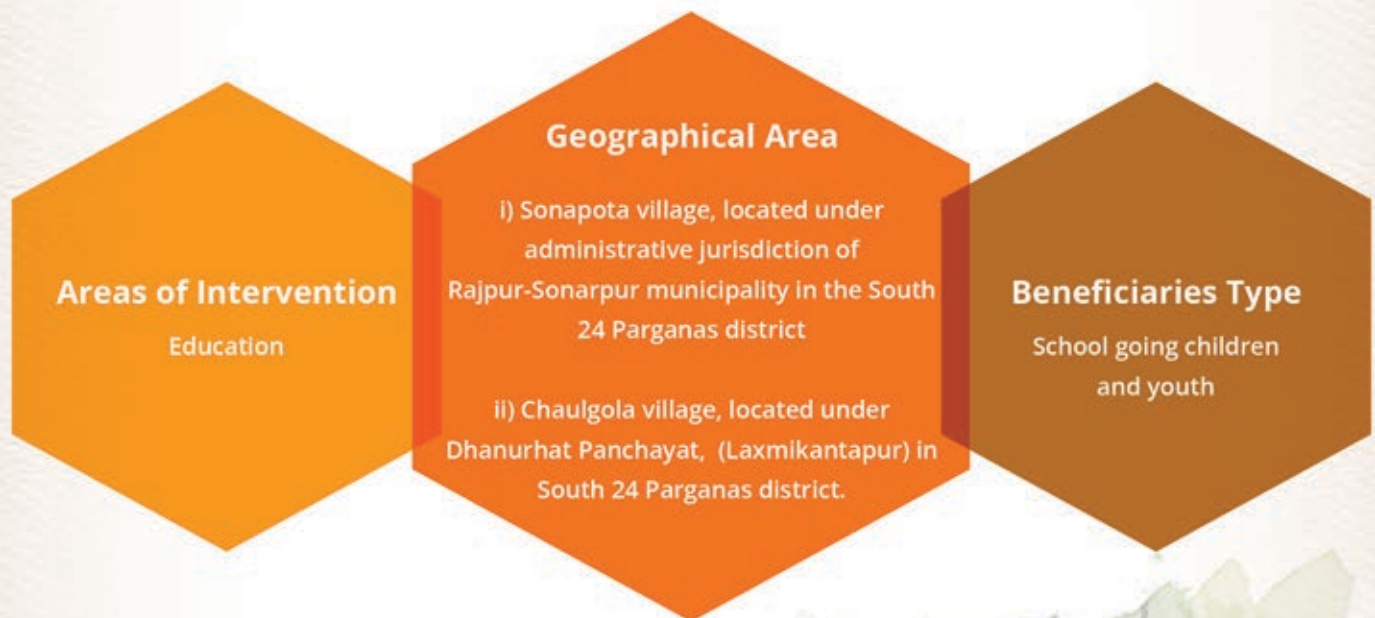 Areas of Intervention
Education
Geographical Area
i) Sonapota village, located under
administrative jurisdiction of
Rajpur-Sonarpur municipality in the South
24 Parganas district
ii) Chaulgola village, located under
Dhanurhat Panchayat, (Laxmikantapur) in
South 24 Parganas district.
Beneficiaries Type
School going children
and youth